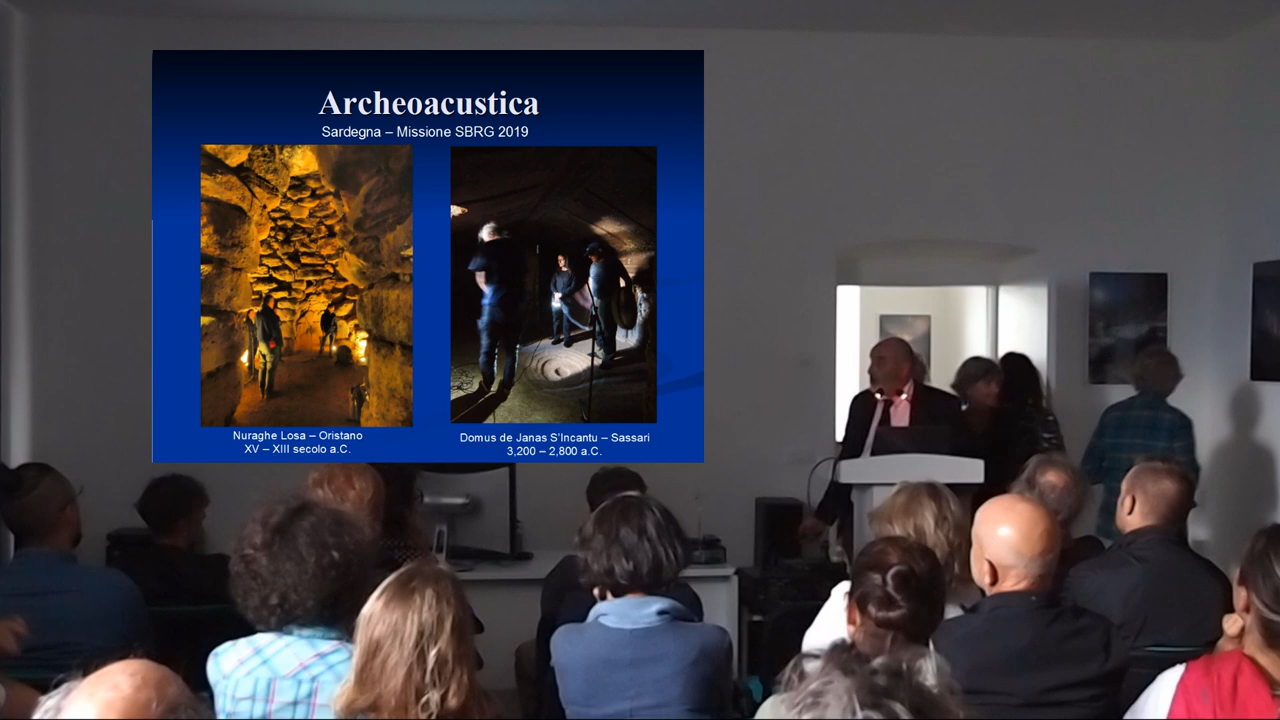 Archeoacustica
Sardegna – Missione SBRG 2019
Nuraghe Losa – Oristano
XV – XIII secolo a.C.
Domus de Janas S'Incantu – Sassari
3,200 – 2,800 a.C.